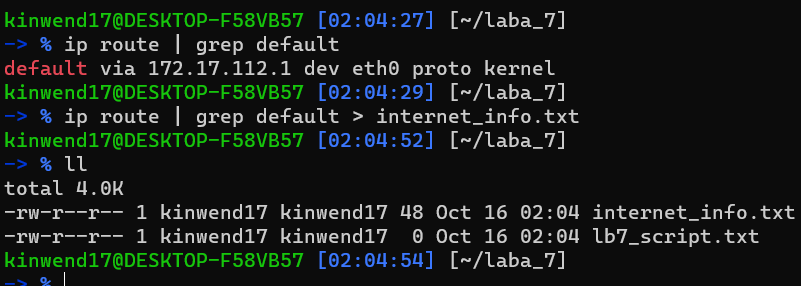 kinwend17@DESKTOP-F58VB57 [02:04:27] [~/laba_7]
-> % ip route | grep default
default via 172.17.112.1 dev eth0 proto kernel
kinwend17@DESKTOP-F58VB57 [02:04:29] [~/laba_7]
-> % ip route | grep default > internet_info.txt
kinwend17@DESKTOP-F58VB57 [02:04:52] [~/laba_7]
-> % ll
total 4.0K
-rw-r--r-- 1 kinwend17 kinwend17 48 Oct 16 02:04 internet_info.txt
-rw-r--r-- 1 kinwend17 kinwend17  0 Oct 16 02:04 lb7_script.txt
kinwend17@DESKTOP-F58VB57 [02:04:54] [~/laba_7]
-> %